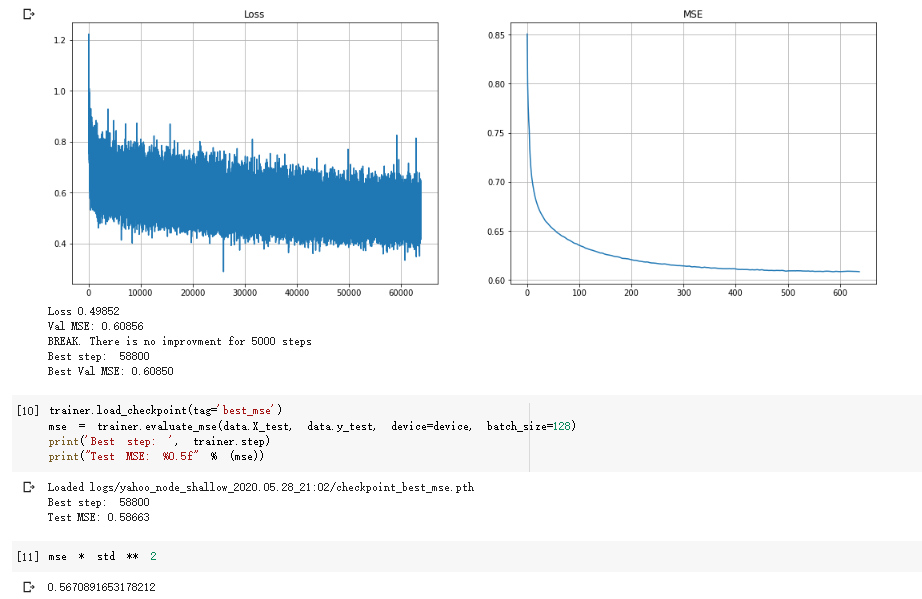 Loss
MSE
1.2
1.0
0.8
0.6
0.4
0
10000
20000
30000
40000
50000
60000
0.85
0.80
0.75
0.70
0.65
0.60
0
100
200
300
400
500
600
Loss 0.49852
Val MSE: 0.60856
BREAK. There is no improvment for 5000 steps
Best step: 58800
Best Val MSE: 0.60850
[10] trainer.load_checkpoint(tag='best_mse')
mse = trainer.evaluate_mse(data.X_test, data.y_test, device=device, batch_size=128)
print('Best step: ', trainer.step)
print("Test MSE: %0.5f" % (mse))
Loaded logs/yahoo_node_shallow_2020.05.28_21:02/checkpoint_best_mse.pth
Best step: 58800
Test MSE: 0.58663
[11] mse * std ** 2
0.5670891653178212